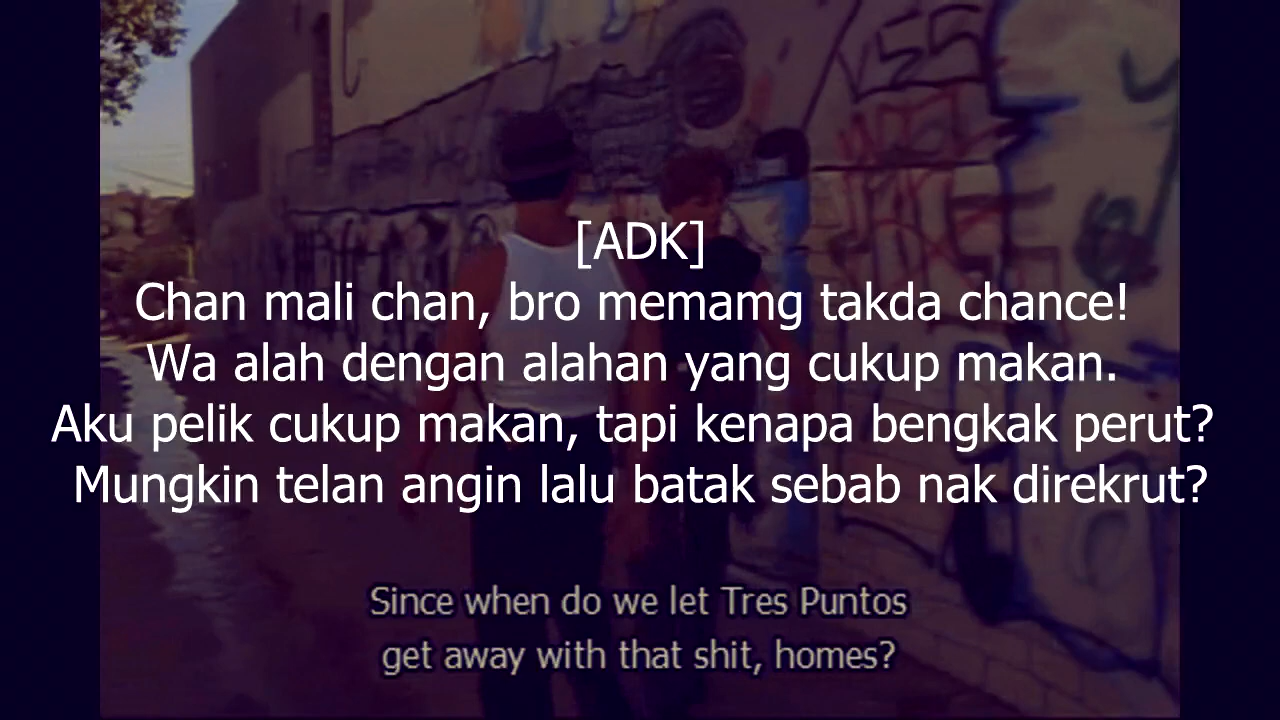 [ADK]
Chan mali chan, bro memamg takda chance!
Wa alah dengan alahan yang cukup makan.
Aku pelik cukup makan, tapi kenapa bengkak perut?
Mungkin telan angin lalu batak sebab nak direkrut?
Since when do we let Tres Puntos
get away with that shit, homes?